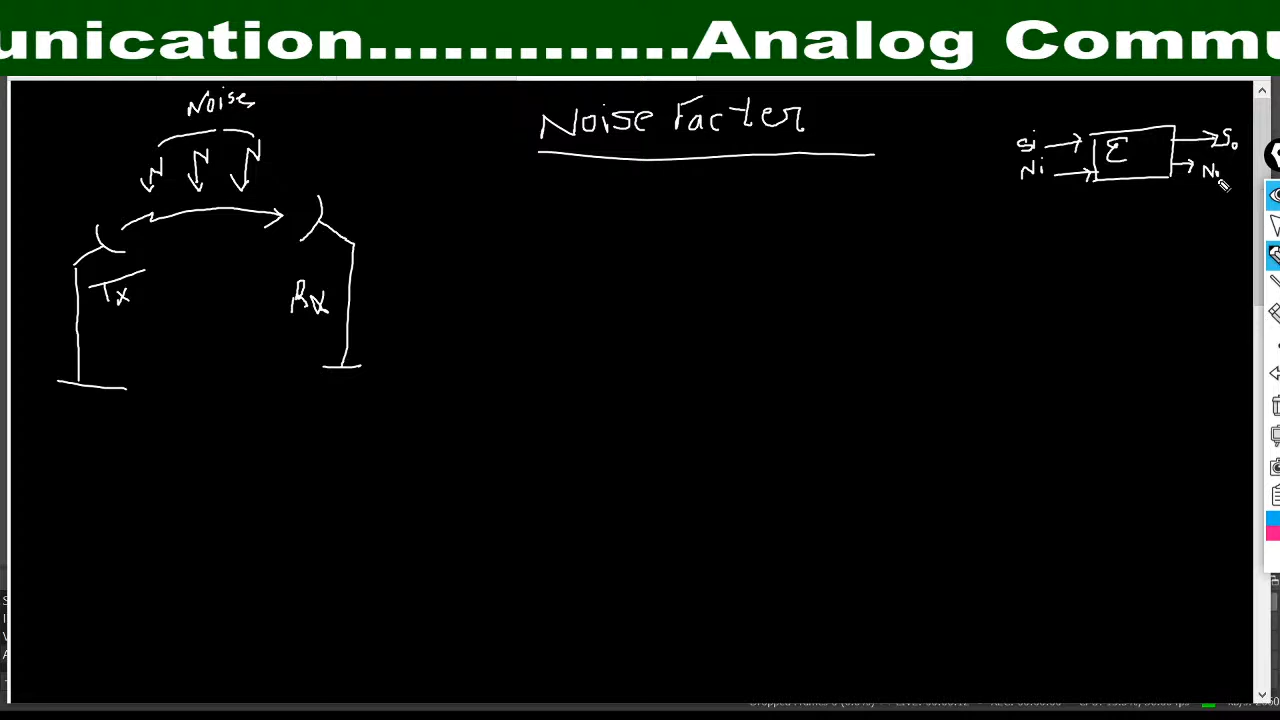 unication.............Analog Commu
Noise
Noise Facter
Si
Ni
Ɛ
So
No
Tx
Rx